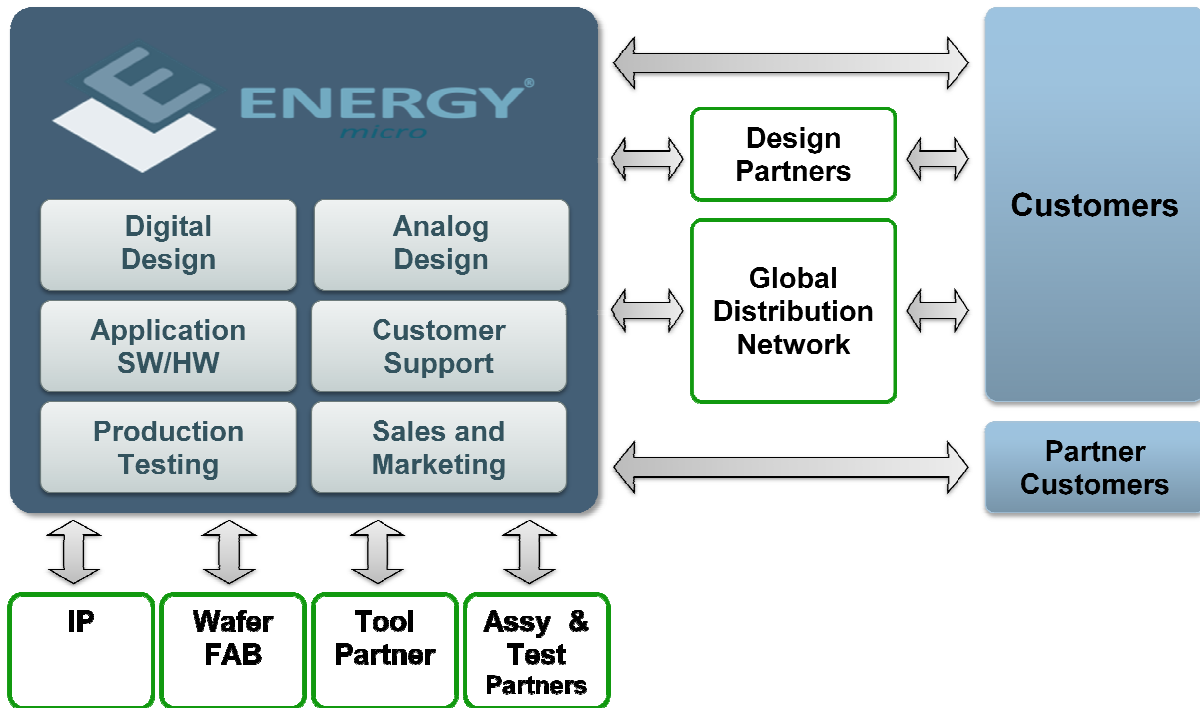 ENERGY®
micro
Digital
Design
Analog
Design
Application
SW/HW
Customer
Support
Production
Testing
Sales and
Marketing
Design
Partners
Global
Distribution
Network
Customers
Partner
Customers
IP
Wafer
FAB
Tool
Partner
Assy & 
Test
Partners